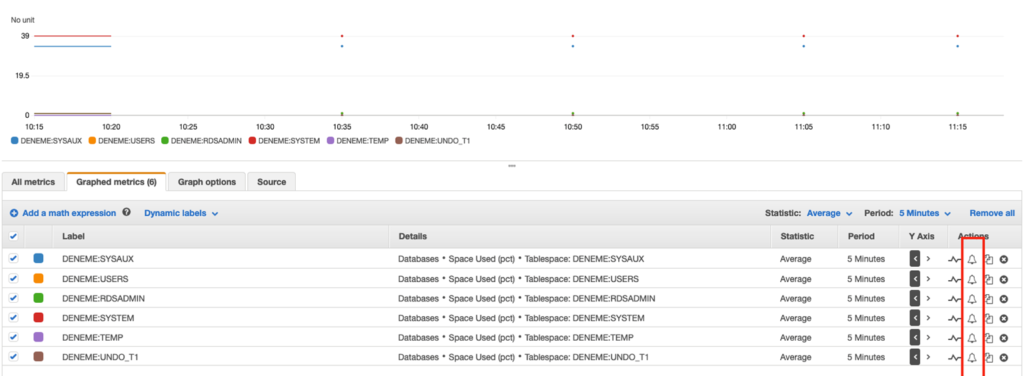 No unit
39
19.5
0
10:15 10:20 10:25 10:30 10:35 10:40 10:45 10:50 10:55 11:00 11:05 11:10 11:15
DENEME:SYSAUX DENEME:USERS DENEME:RDSADMIN DENEME:SYSTEM DENEME:TEMP DENEME:UNDO_T1
All metrics Graphed metrics (6) Graph options Source
Add a math expression ? Dynamic labels Statistic: Average Period: 5 Minutes Remove all
Label Details Statistic Period Y Axis Actions
DENEME:SYSAUX Databases • Space Used (pct) • Tablespace: DENEME:SYSAUX Average 5 Minutes < >
DENEME:USERS Databases • Space Used (pct) • Tablespace: DENEME:USERS Average 5 Minutes < >
DENEME:RDSADMIN Databases • Space Used (pct) • Tablespace: DENEME:RDSADMIN Average 5 Minutes < >
DENEME:SYSTEM Databases • Space Used (pct) • Tablespace: DENEME:SYSTEM Average 5 Minutes < >
DENEME:TEMP Databases • Space Used (pct) • Tablespace: DENEME:TEMP Average 5 Minutes < >
DENEME:UNDO_T1 Databases • Space Used (pct) • Tablespace: DENEME:UNDO_T1 Average 5 Minutes < >